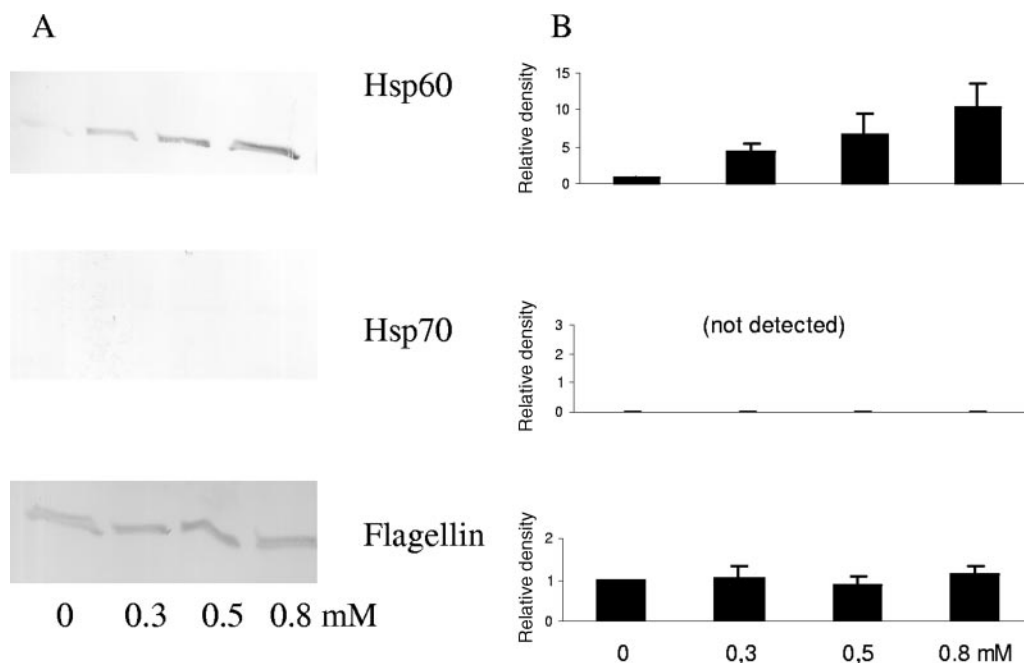 A
Hsp60
Hsp70
Flagellin
0 0.3 0.5 0.8 mM
B
Relative density
15
10
5
0
Relative density
(not detected)
3
2
1
0
Relative density
2
1
0
0 0,3 0,5 0.8 mM